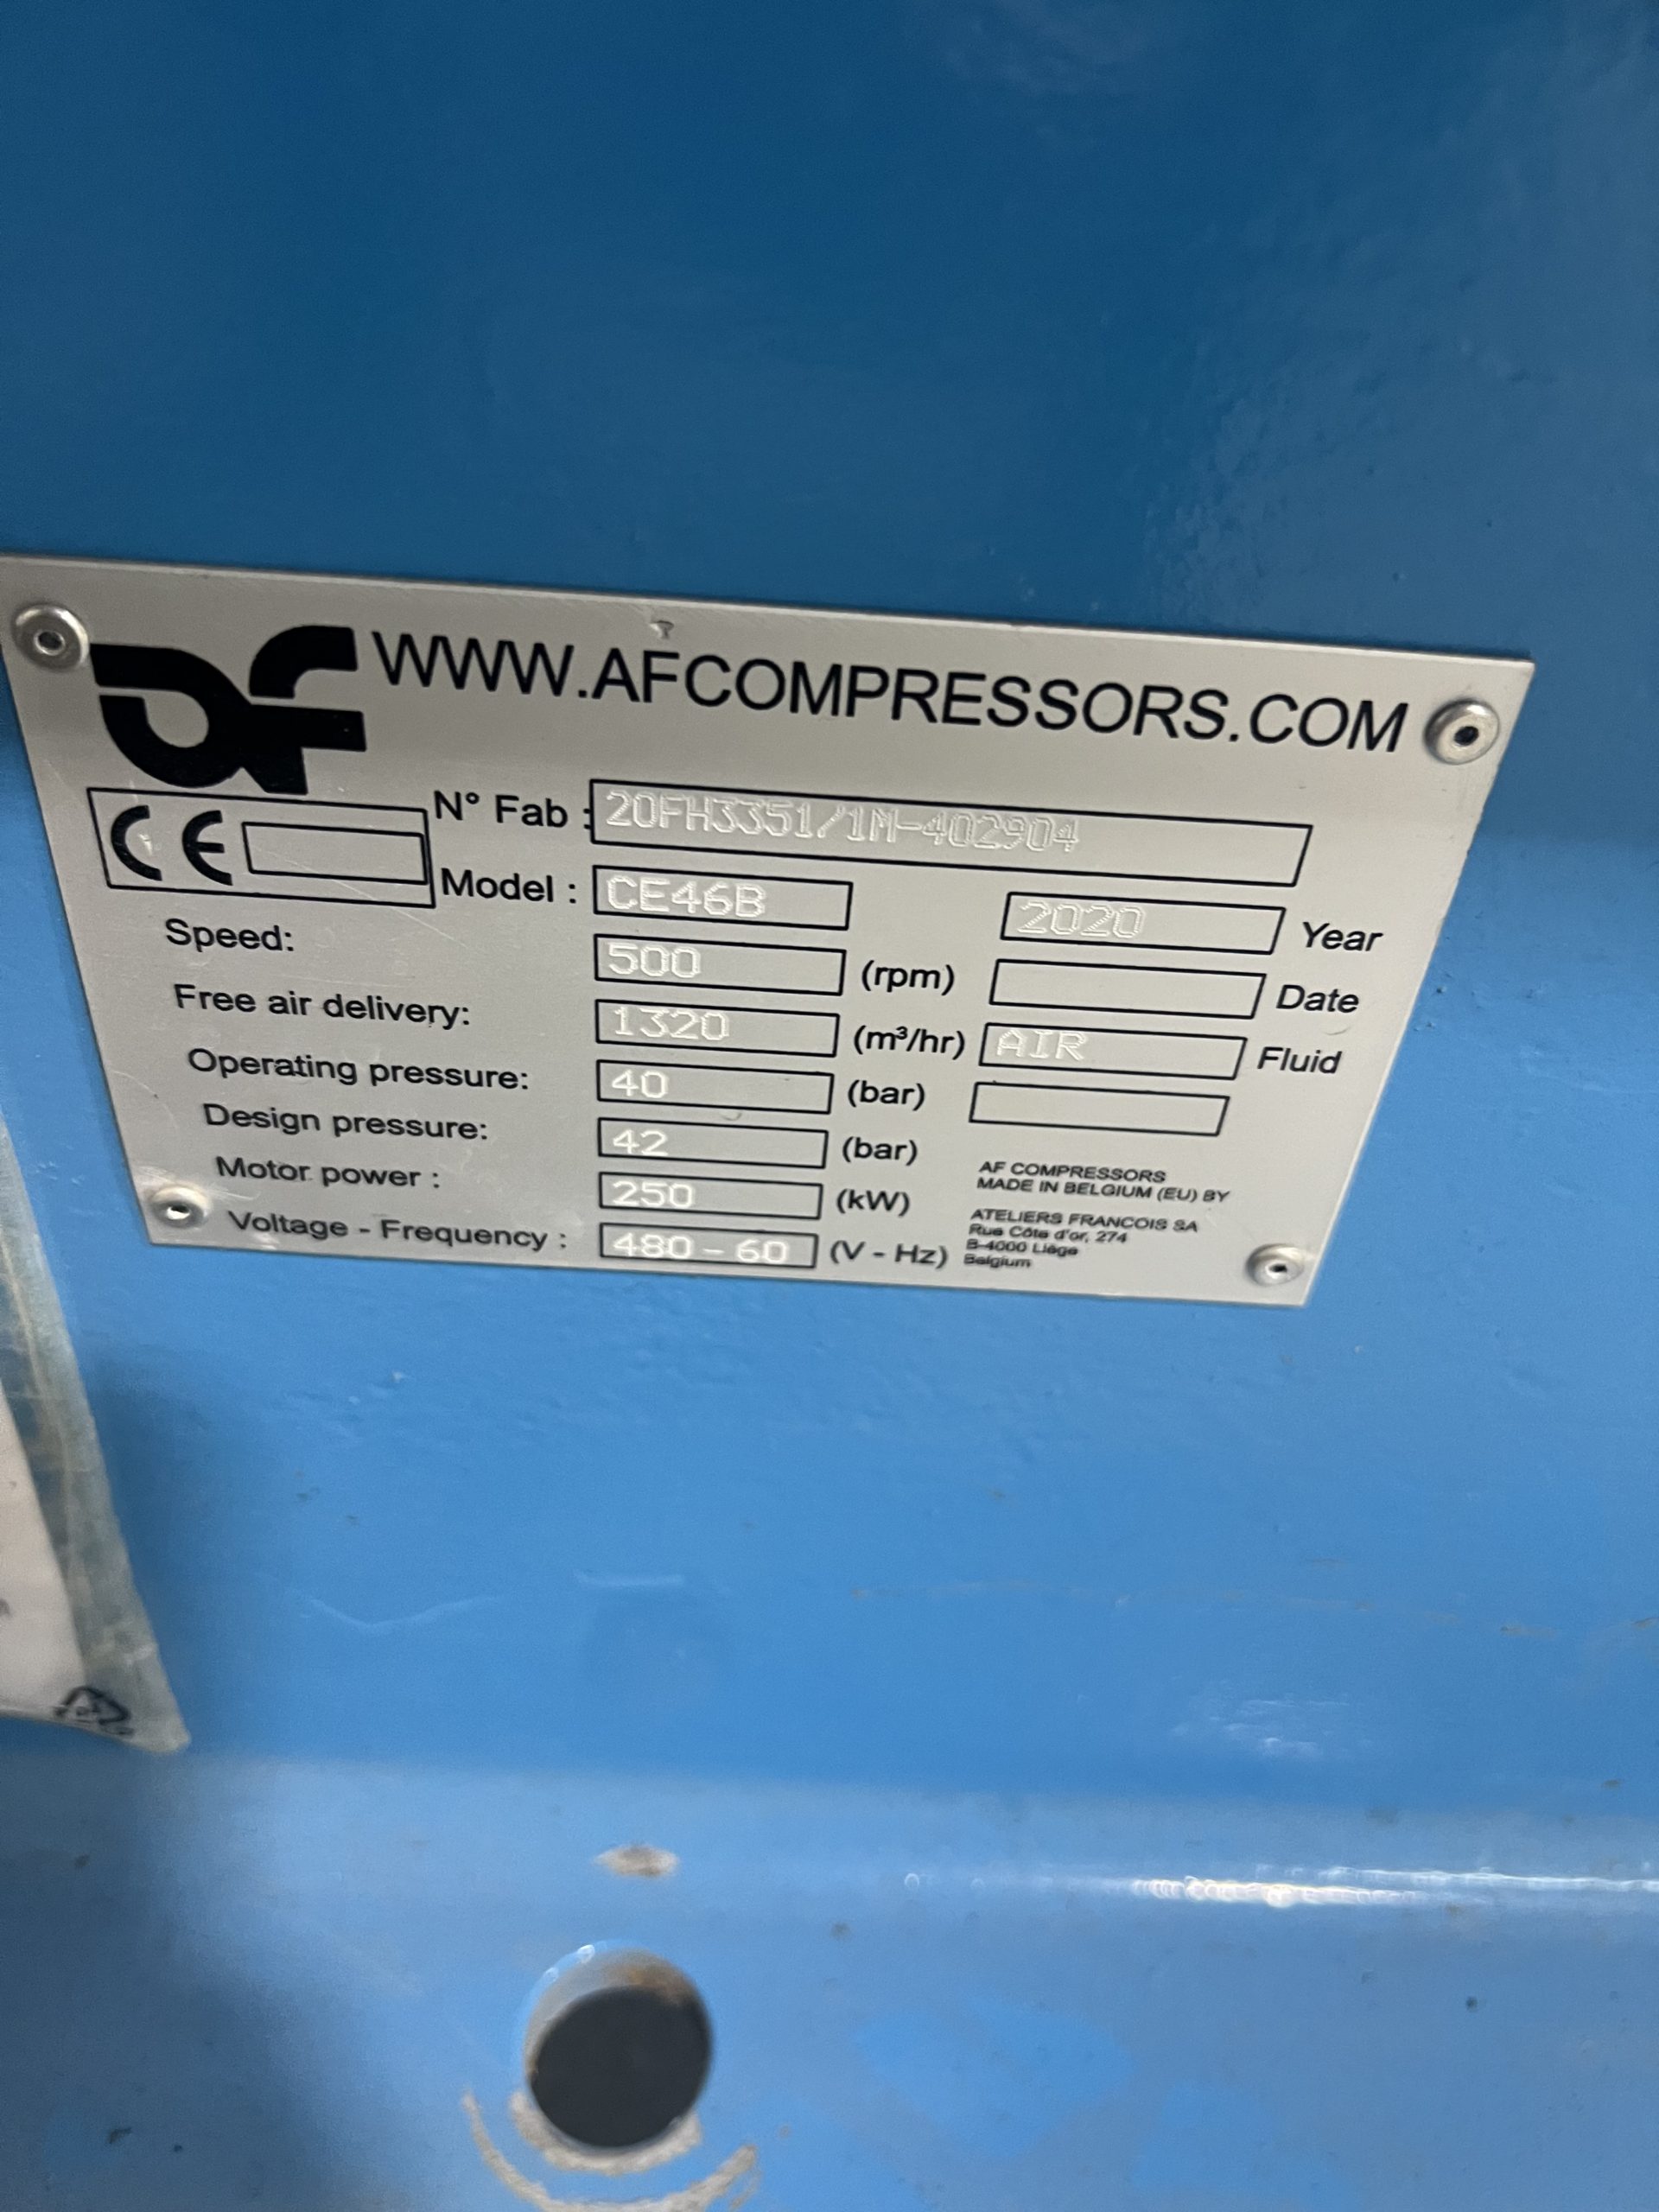 af WWW.AFCOMPRESSORS.COM
CE
N° Fab : 20FH3351/1M-402904
Model : CE46B 2020 Year
Speed: 500 (rpm) Date
Free air delivery: 1320 (m³/hr) AIR Fluid
Operating pressure: 40 (bar)
Design pressure: 42 (bar)
Motor power : 250 (kW)
Voltage - Frequency : 480 - 60 (V - Hz)
AF COMPRESSORS
MADE IN BELGIUM (EU) BY
ATELIERS FRANCOIS SA
Rue Côte d'or, 274
B-4000 Liège
Belgium